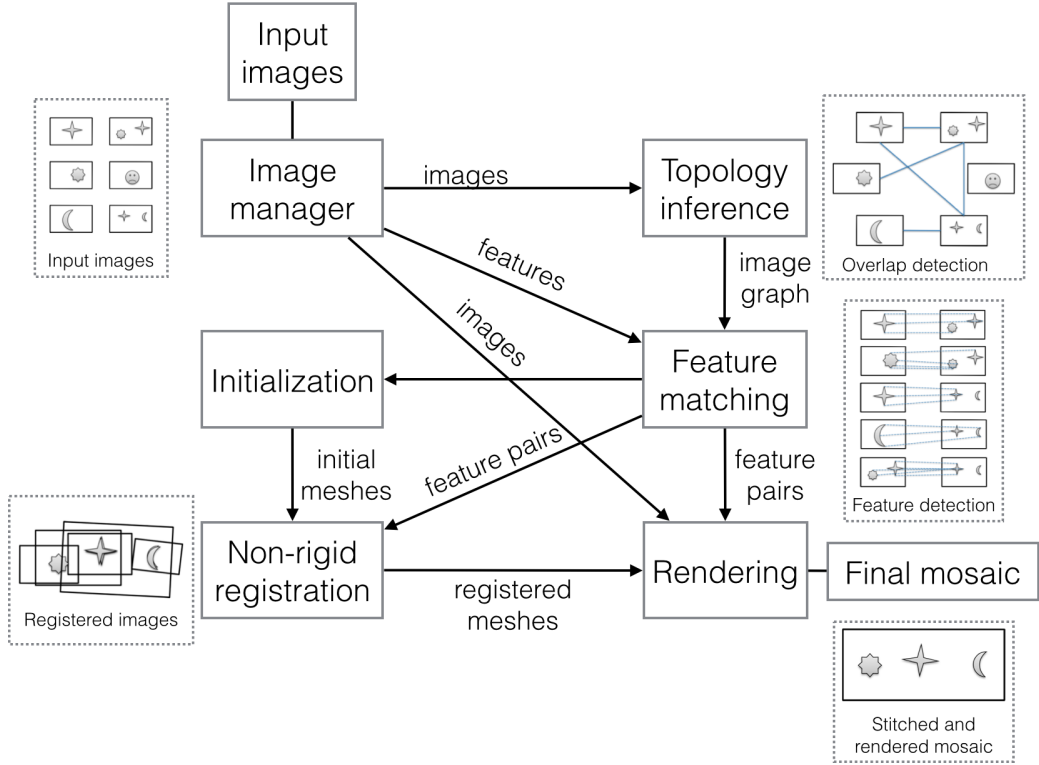 Input
images
Image
manager
images
Topology
inference
Input images
Overlap detection
features
image
graph
images
Initialization
Feature
matching
initial
meshes
feature pairs
feature
pairs
Feature detection
Non-rigid
registration
registered
meshes
Rendering
Final mosaic
Registered images
Stitched and
rendered mosaic